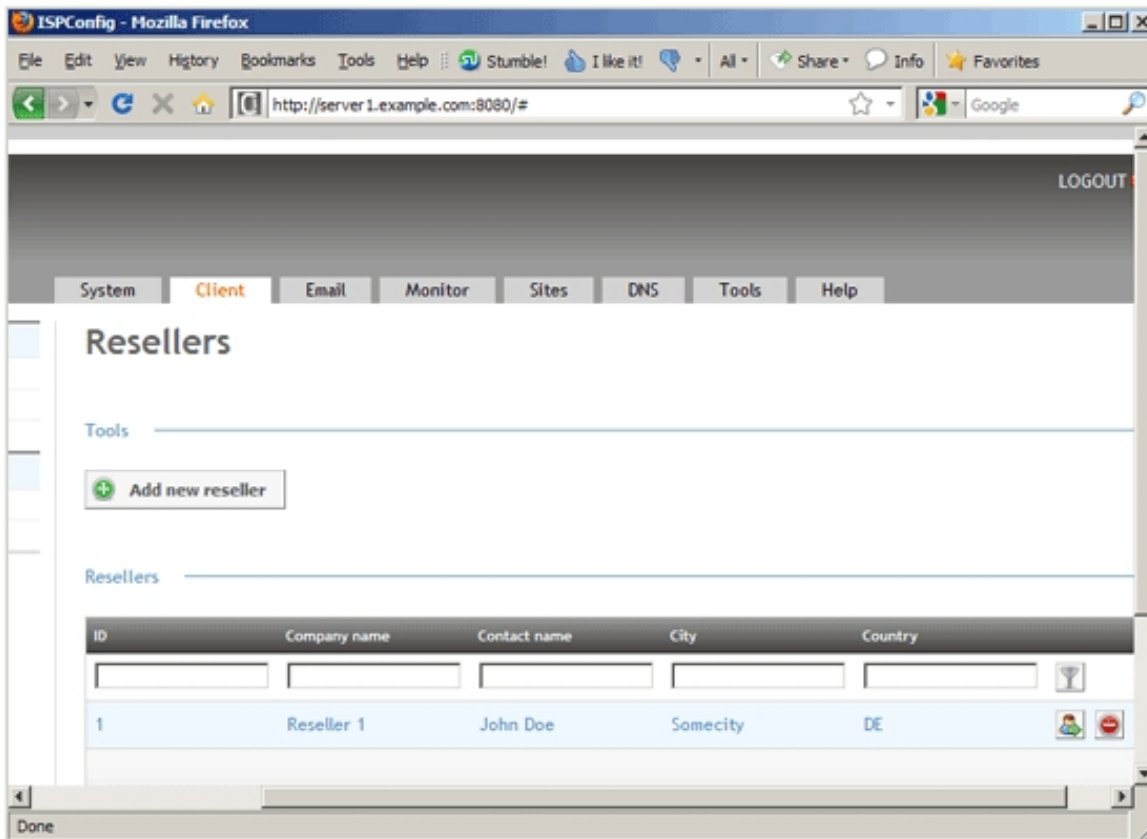 ISPConfig - Mozilla Firefox
File Edit View History Bookmarks Tools Help Stumble! I like it! All Share Info Favorites
http://server1.example.com:8080/# Google
LOGOUT
System Client Email Monitor Sites DNS Tools Help
Resellers
Tools
Add new reseller
Resellers
ID Company name Contact name City Country
1 Reseller 1 John Doe Somecity DE
Done